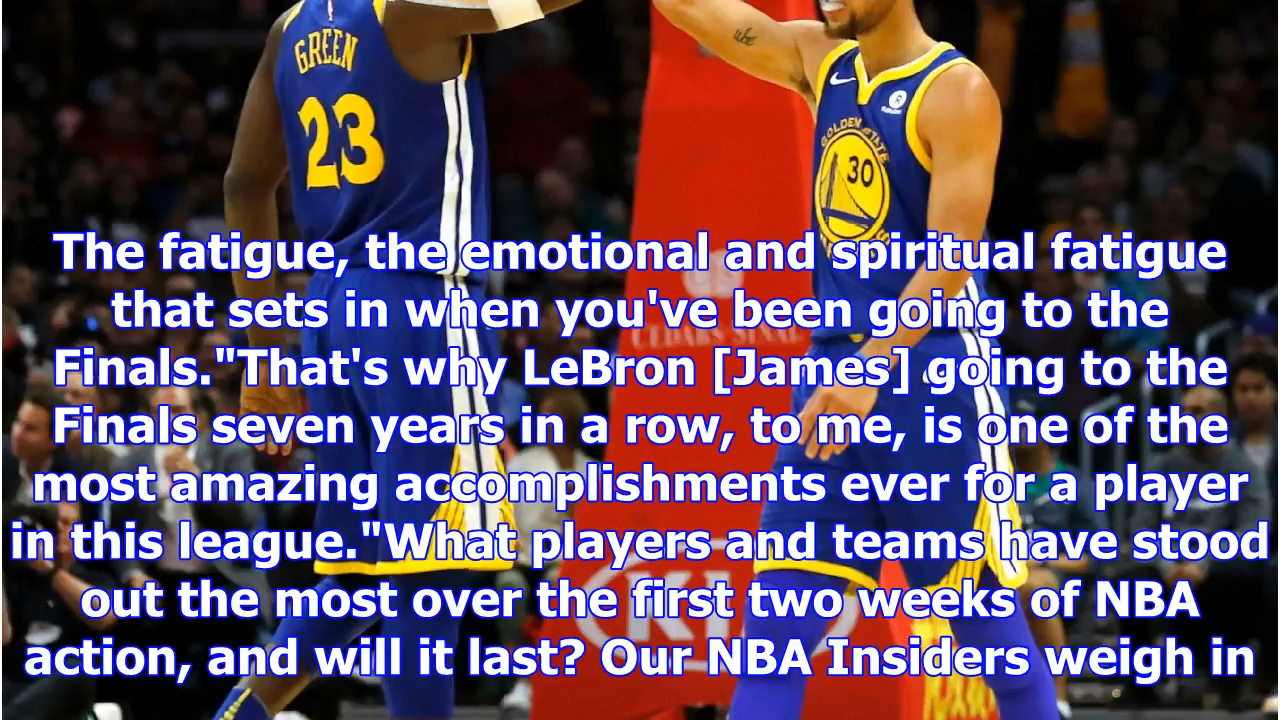 GREEN
23
GOLDEN STATE
30
The fatigue, the emotional and spiritual fatigue
that sets in when you've been going to the
Finals."That's why LeBron [James] going to the
Finals seven years in a row, to me, is one of the
most amazing accomplishments ever for a player
in this league."What players and teams have stood
out the most over the first two weeks of NBA
action, and will it last? Our NBA Insiders weigh in